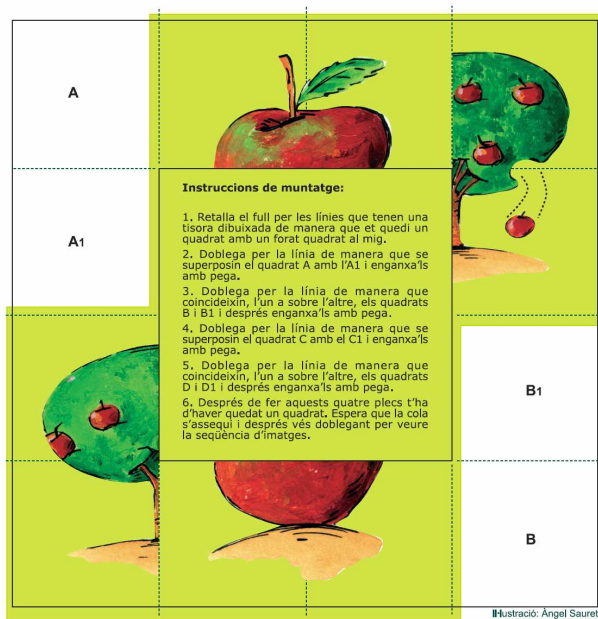 A
A1
Instruccions de muntatge:
1. Retalla el full per les línies que tenen una
tisora dibuixada de manera que et quedi un
quadrat amb un forat quadrat al mig.
2. Doblega per la línia de manera que se
superposin el quadrat A amb l'A1 i enganxa'ls
amb pega.
3. Doblega per la línia de manera que
coincideixin, l'un a sobre l'altre, els quadrats
B i B1 i després enganxa'ls amb pega.
4. Doblega per la línia de manera que se
superposin el quadrat C amb el C1 i enganxa'ls
amb pega.
5. Doblega per la línia de manera que
coincideixin, l'un a sobre l'altre, els quadrats
D i D1 i després enganxa'ls amb pega.
6. Després de fer aquests quatre plecs t'ha
d'haver quedat un quadrat. Espera que la cola
s'assequi i després vés doblegant per veure
la seqüència d'imatges.
B1
B
Il·lustració: Àngel Sauret